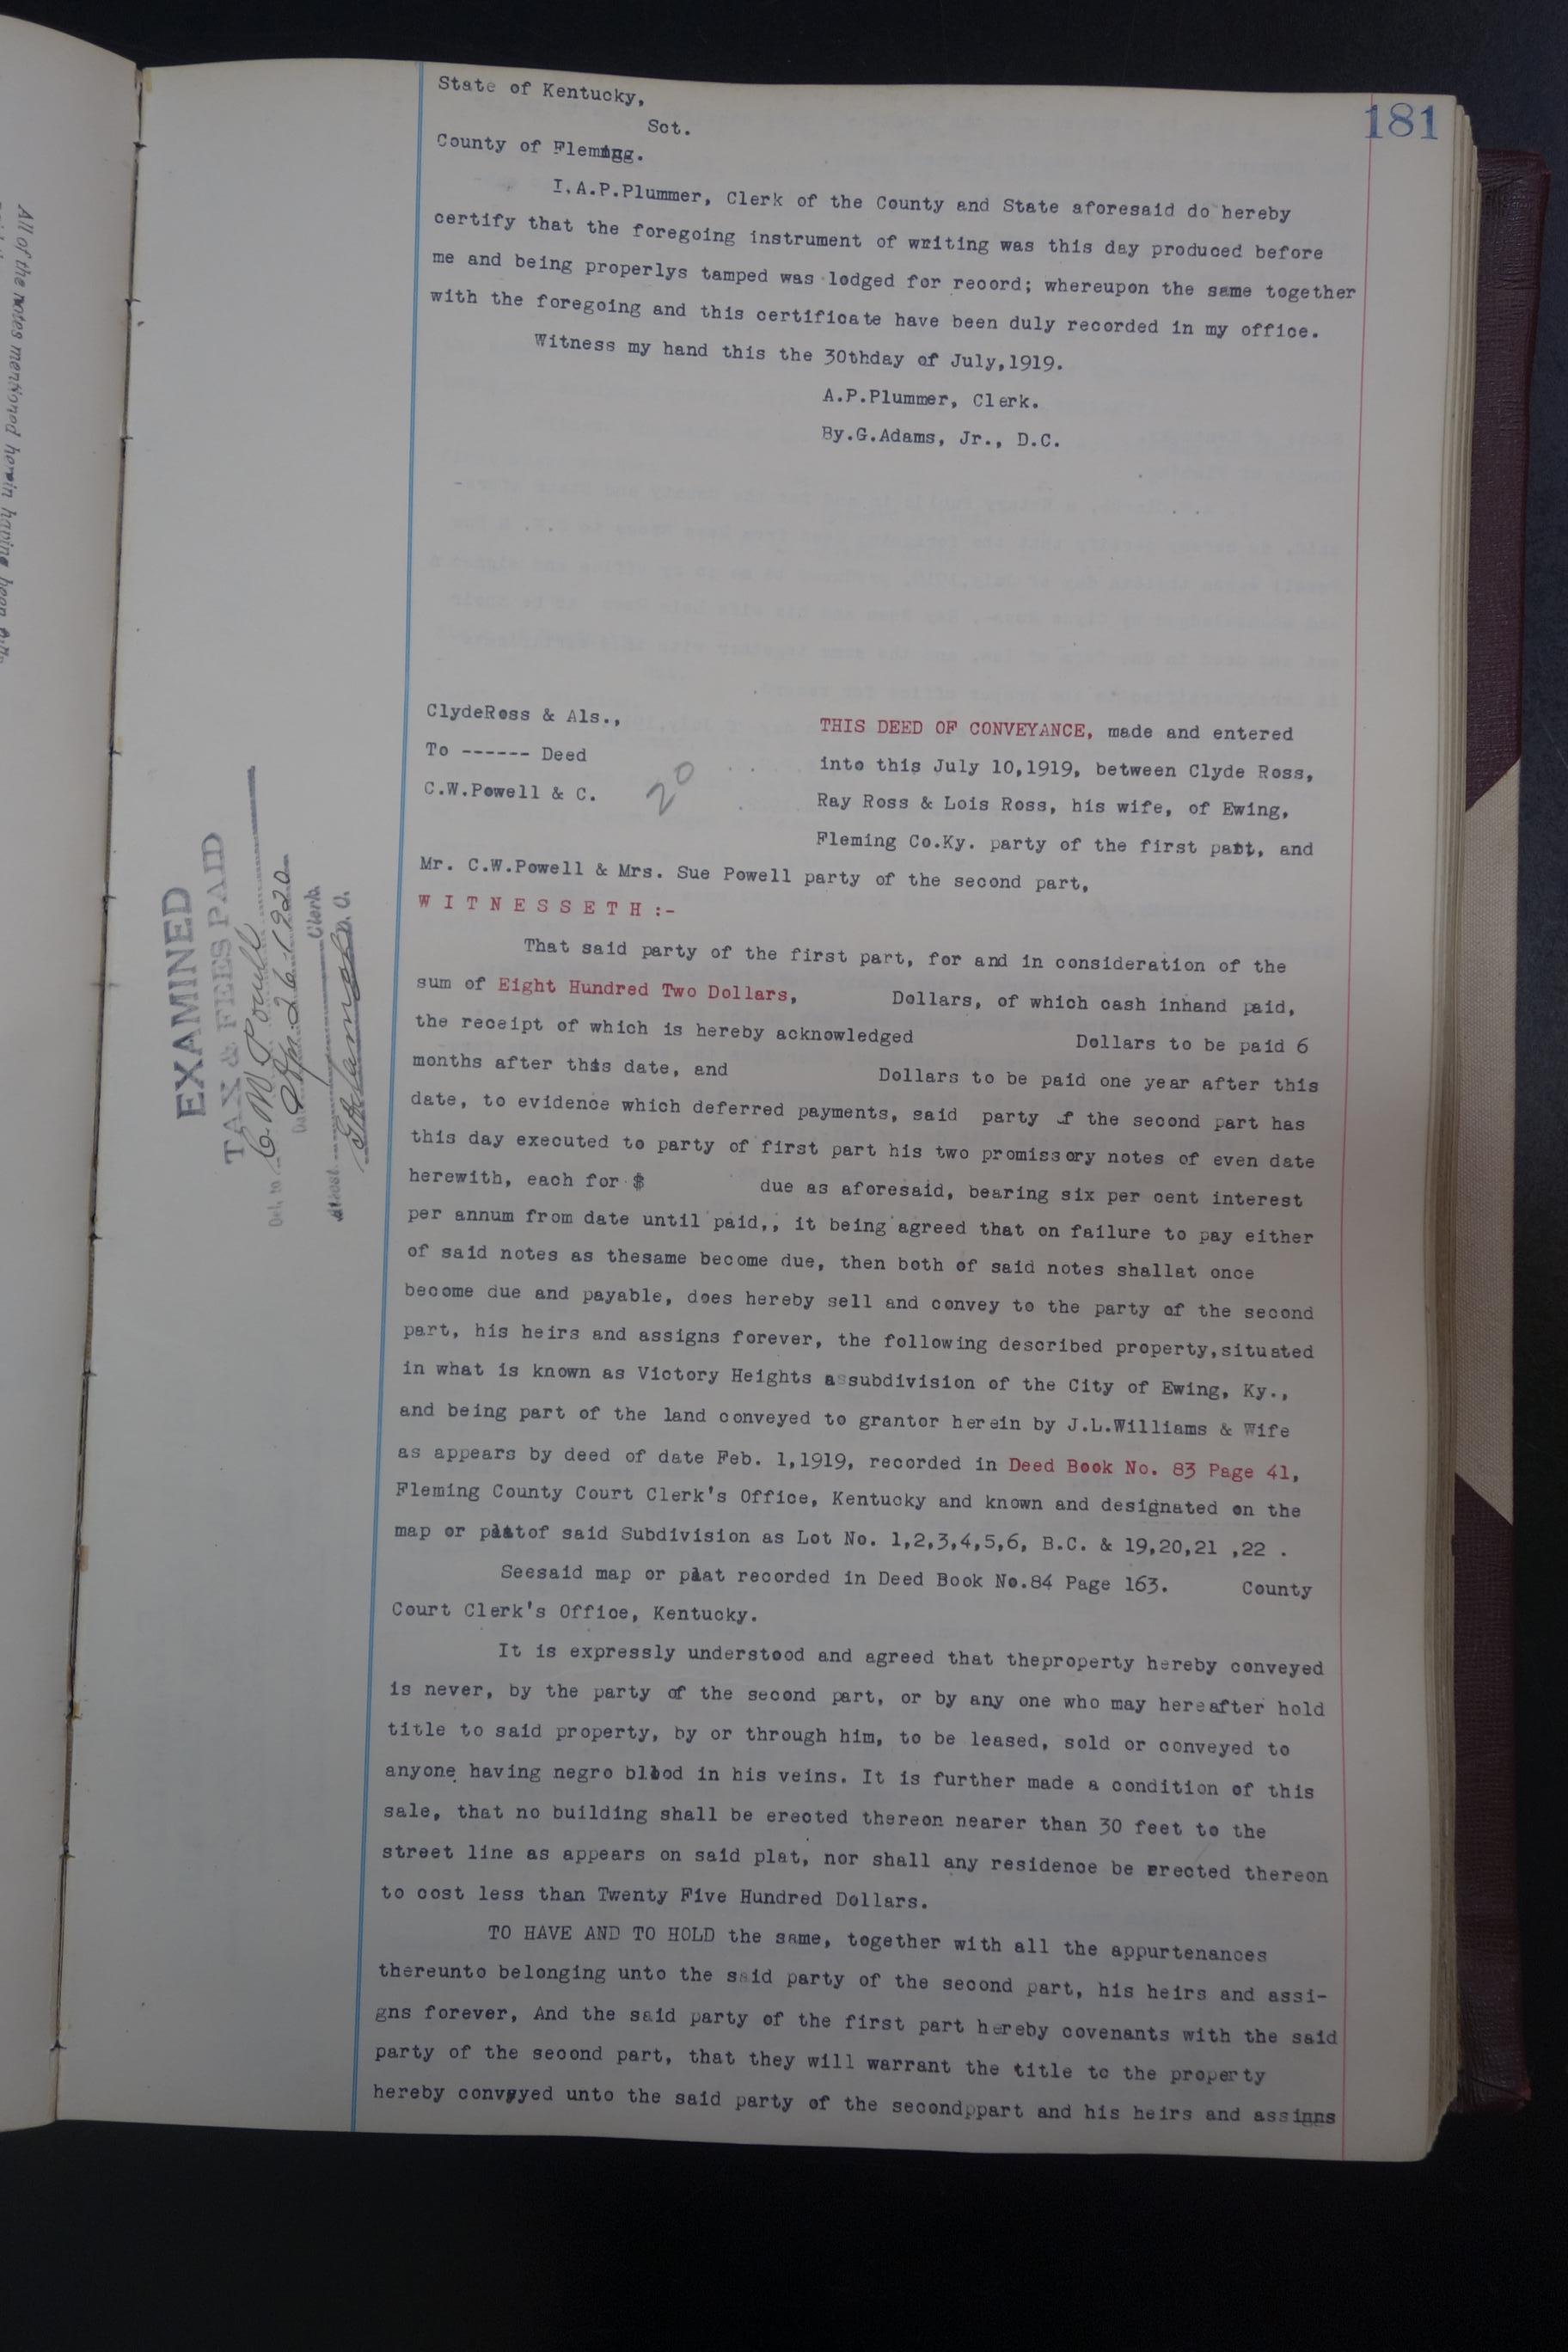 181
State of Kentucky,
Sct.
County of Fleming.
I.A.P.Plummer, Clerk of the County and State aforesaid do hereby
certify that the foregoing instrument of writing was this day produced before
me and being properlys tamped was lodged for record; whereupon the same together
with the foregoing and this certificate have been duly recorded in my office.
Witness my hand this the 30thday of July,1919.
A.P.Plummer, Clerk.
By.G.Adams, Jr., D.C.
ClydeRoss & Als.,
To ------ Deed
C.W.Powell & C.
20
THIS DEED OF CONVEYANCE, made and entered
into this July 10,1919, between Clyde Ross,
Ray Ross & Lois Ross, his wife, of Ewing,
Fleming Co.Ky. party of the first part, and
Mr. C.W.Powell & Mrs. Sue Powell party of the second part,
W I T N E S S E T H :-
That said party of the first part, for and in consideration of the
sum of Eight Hundred Two Dollars, Dollars, of which cash inhand paid,
the receipt of which is hereby acknowledged Dollars to be paid 6
months after this date, and Dollars to be paid one year after this
date, to evidence which deferred payments, said party of the second part has
this day executed to party of first part his two promissory notes of even date
herewith, each for $ due as aforesaid, bearing six per cent interest
per annum from date until paid,, it being agreed that on failure to pay either
of said notes as thesame become due, then both of said notes shallat once
become due and payable, does hereby sell and convey to the party of the second
part, his heirs and assigns forever, the following described property,situated
in what is known as Victory Heights a subdivision of the City of Ewing, Ky.,
and being part of the land conveyed to grantor herein by J.L.Williams & Wife
as appears by deed of date Feb. 1,1919, recorded in Deed Book No. 83 Page 41,
Fleming County Court Clerk's Office, Kentucky and known and designated on the
map or platof said Subdivision as Lot No. 1,2,3,4,5,6, B.C. & 19,20,21 ,22 .
Seesaid map or plat recorded in Deed Book No.84 Page 163. County
Court Clerk's Office, Kentucky.
It is expressly understood and agreed that theproperty hereby conveyed
is never, by the party of the second part, or by any one who may hereafter hold
title to said property, by or through him, to be leased, sold or conveyed to
anyone having negro blood in his veins. It is further made a condition of this
sale, that no building shall be erected thereon nearer than 30 feet to the
street line as appears on said plat, nor shall any residence be erected thereon
to cost less than Twenty Five Hundred Dollars.
TO HAVE AND TO HOLD the same, together with all the appurtenances
thereunto belonging unto the said party of the second part, his heirs and assi-
gns forever, And the said party of the first part hereby covenants with the said
party of the second part, that they will warrant the title to the property
hereby conveyed unto the said party of the secondppart and his heirs and assinns
EXAMINED
TAX & FEES PAID
Del. to C. W. Powell
Apr. 26 1920
Clerk
D. C.
All of the notes mentioned herein having been